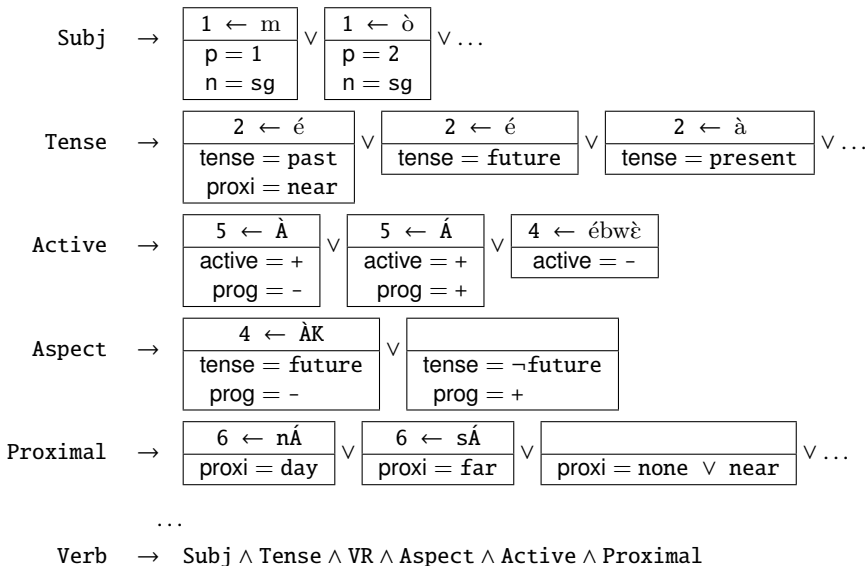 Subj → 1 ← m ∨ 1 ← ò ∨ ...
p = 1 p = 2
n = sg n = sg
Tense → 2 ← é ∨ 2 ← é ∨ 2 ← à ∨ ...
tense = past tense = future tense = present
proxi = near
Active → 5 ← À ∨ 5 ← Á ∨ 4 ← ébwɛ̀
active = + active = + active = -
prog = - prog = +
Aspect → 4 ← ÀK ∨
tense = future tense = ¬future
prog = - prog = +
Proximal → 6 ← nÁ ∨ 6 ← sÁ ∨ ∨ ...
proxi = day proxi = far proxi = none ∨ near
...
Verb → Subj ∧ Tense ∧ VR ∧ Aspect ∧ Active ∧ Proximal